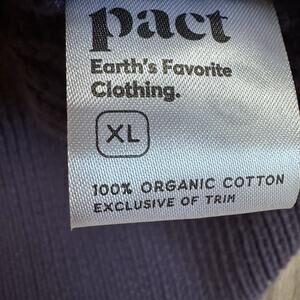 pact
Earth's Favorite
Clothing.
XL
100% ORGANIC COTTON
EXCLUSIVE OF TRIM